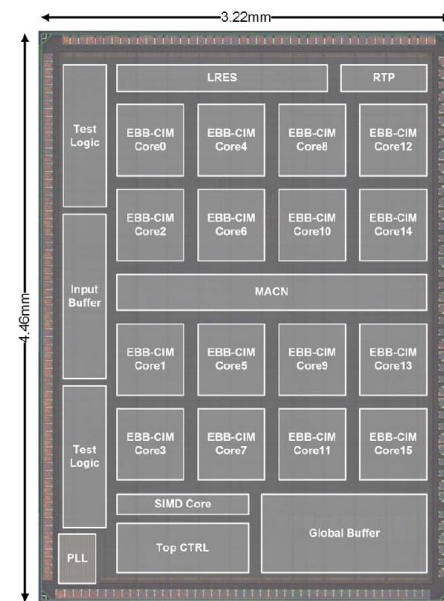 3.22mm
4.46mm
LRES
RTP
Test
Logic
EBB-CIM
Core0
EBB-CIM
Core4
EBB-CIM
Core8
EBB-CIM
Core12
EBB-CIM
Core2
EBB-CIM
Core6
EBB-CIM
Core10
EBB-CIM
Core14
Input
Buffer
MACN
EBB-CIM
Core1
EBB-CIM
Core5
EBB-CIM
Core9
EBB-CIM
Core13
Test
Logic
EBB-CIM
Core3
EBB-CIM
Core7
EBB-CIM
Core11
EBB-CIM
Core15
SIMD Core
Global Buffer
Top CTRL
PLL